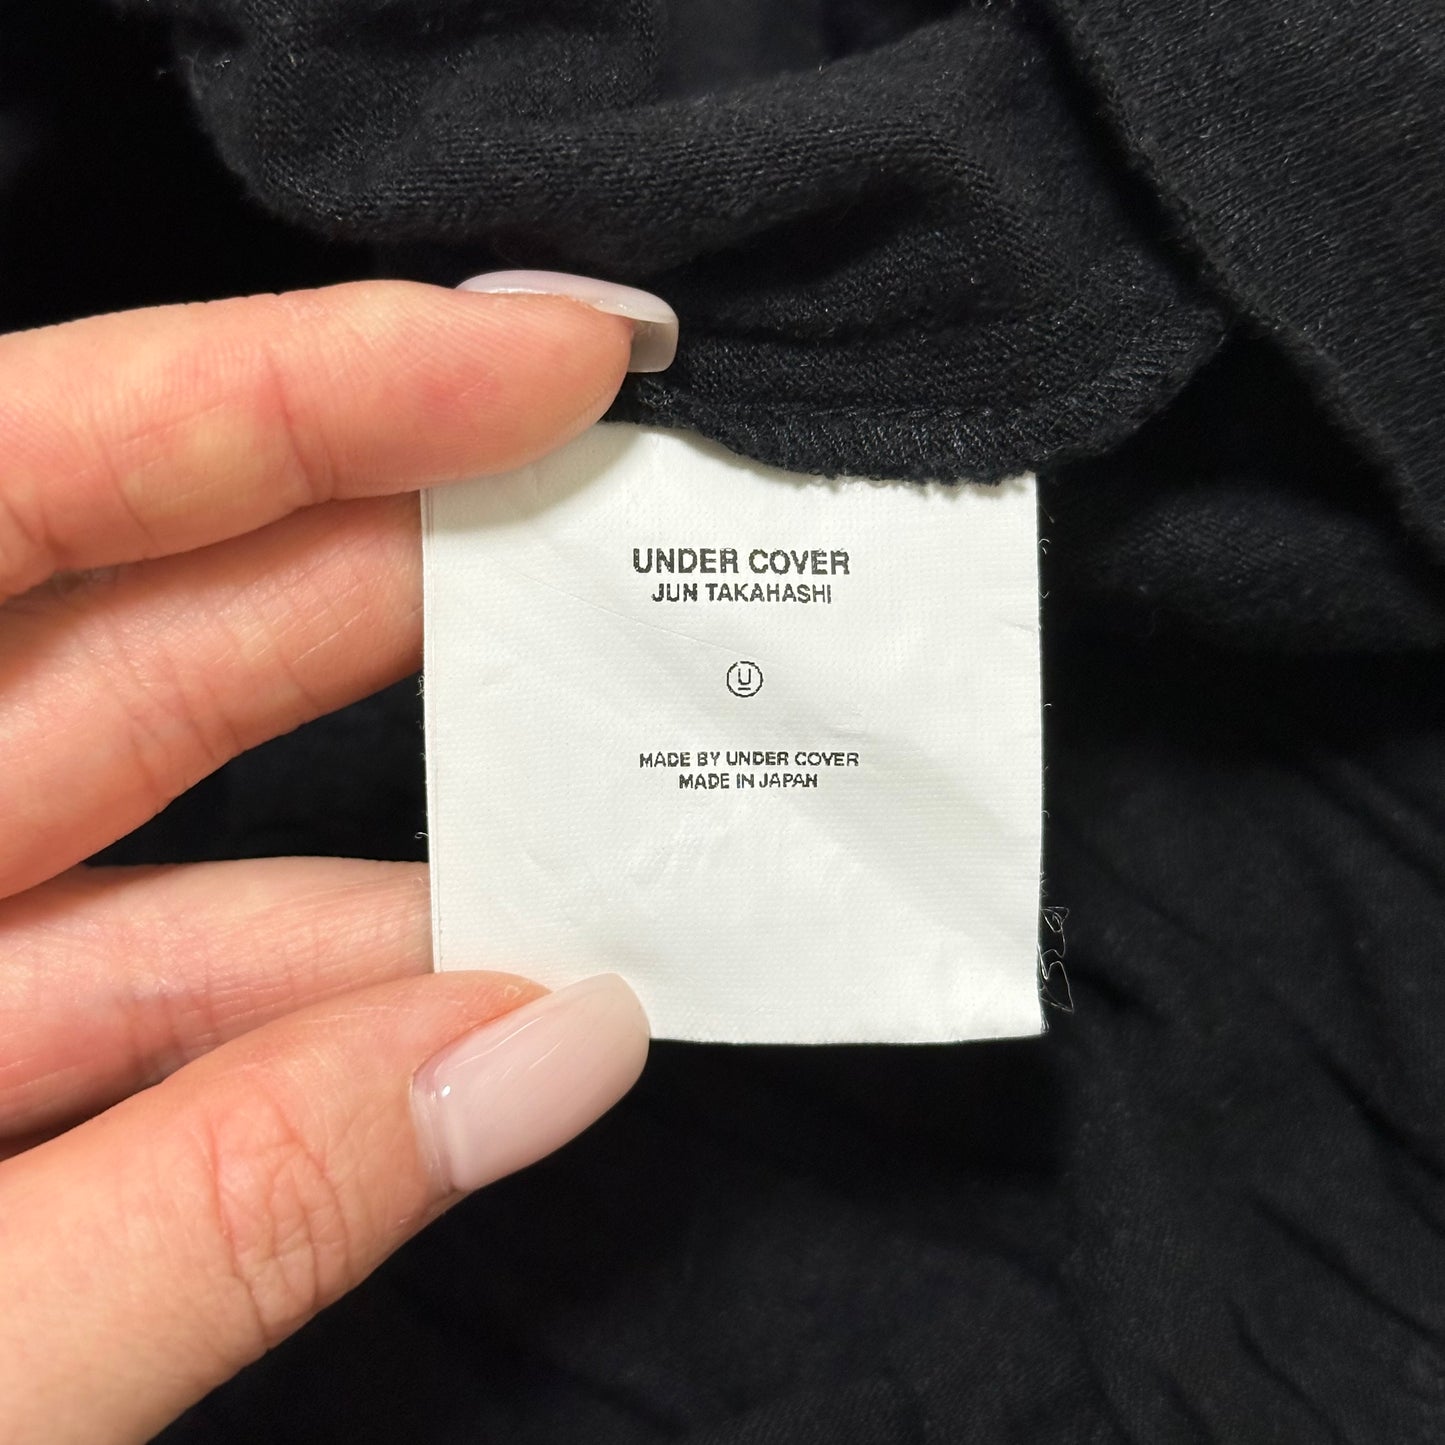 UNDER COVER
JUN TAKAHASHI
U
MADE BY UNDER COVER
MADE IN JAPAN